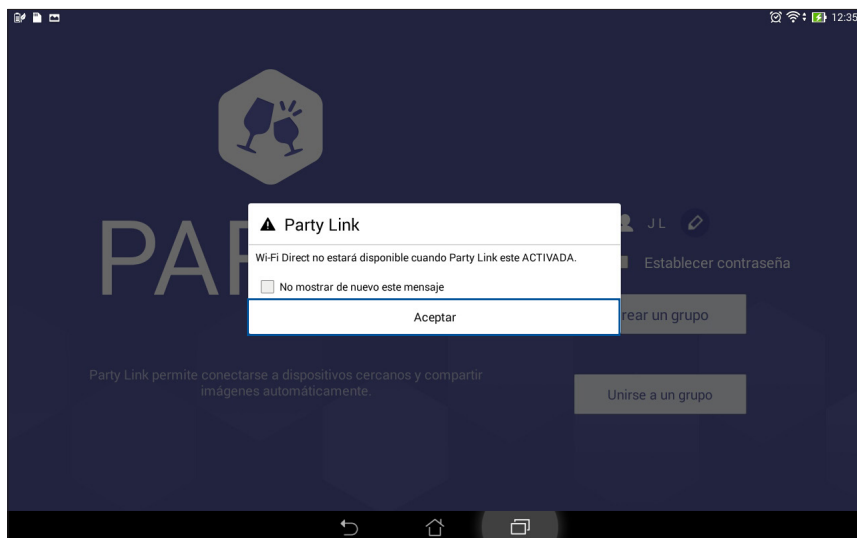 12:35
PAR
Party Link
Wi-Fi Direct no estará disponible cuando Party Link este ACTIVADA.
No mostrar de nuevo este mensaje
Aceptar
J L
Establecer contraseña
rear un grupo
Unirse a un grupo
Party Link permite conectarse a dispositivos cercanos y compartir
imágenes automáticamente.